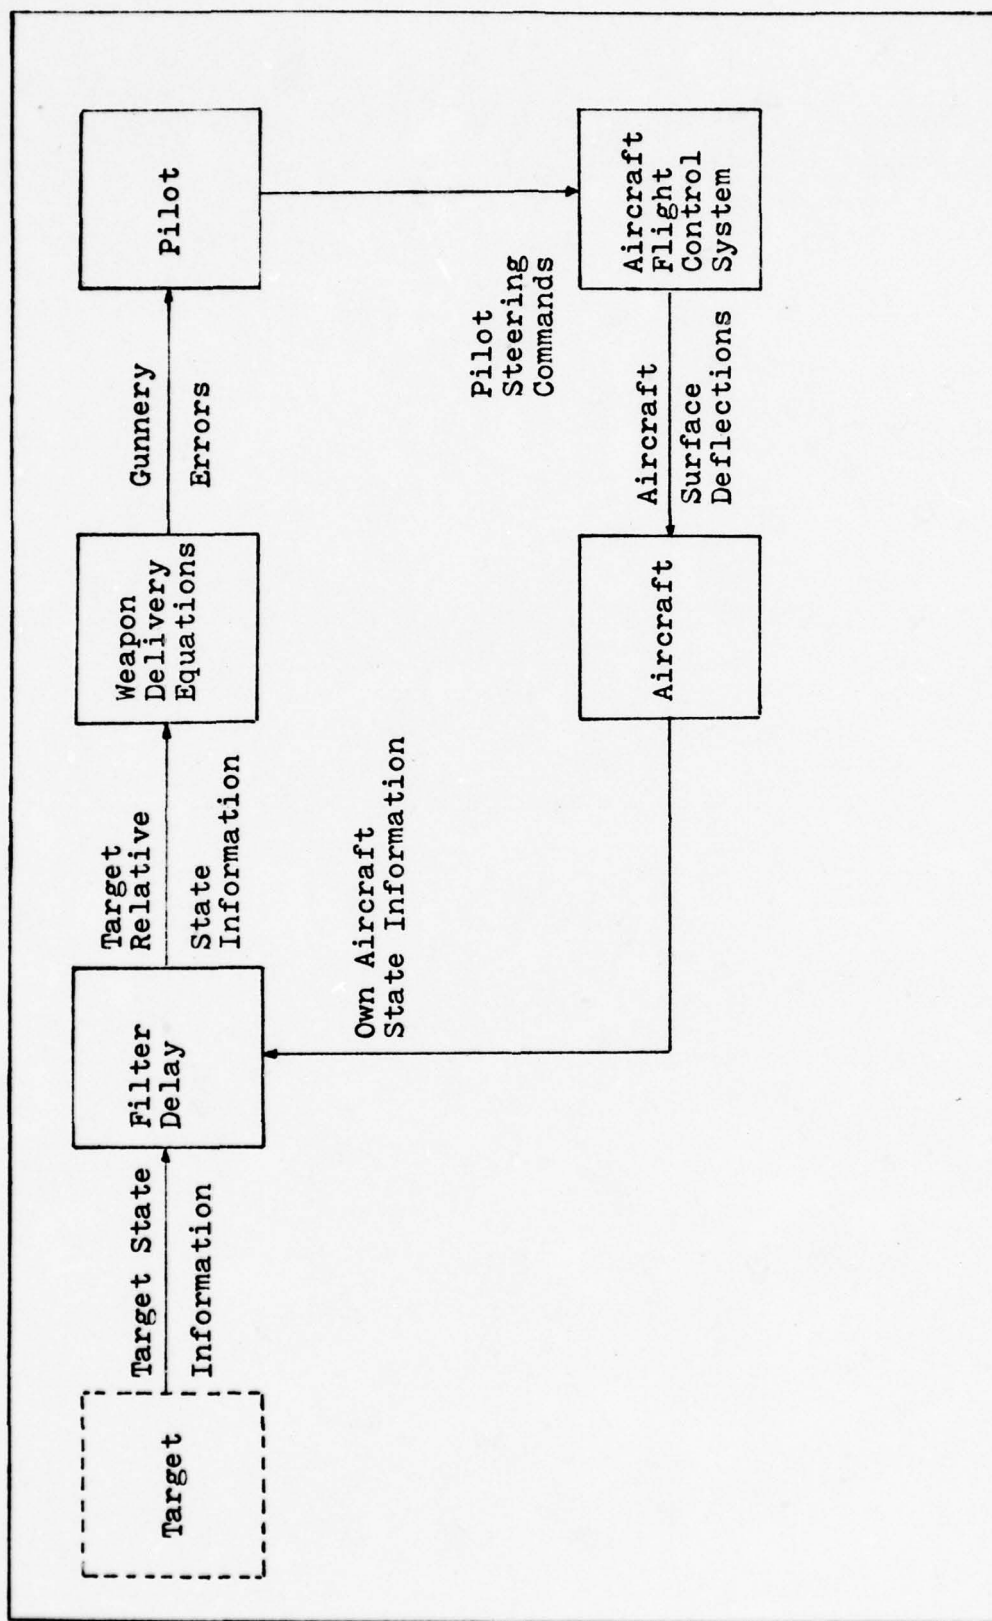 Target
Target State
Information
Filter
Delay
Target
Relative
State
Information
Weapon
Delivery
Equations
Gunnery
Errors
Pilot
Pilot
Steering
Commands
Aircraft
Flight
Control
System
Aircraft
Surface
Deflections
Aircraft
Own Aircraft
State Information